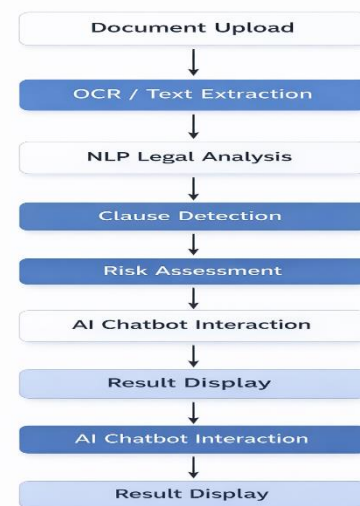 Document Upload
OCR / Text Extraction
NLP Legal Analysis
Clause Detection
Risk Assessment
AI Chatbot Interaction
Result Display
AI Chatbot Interaction
Result Display